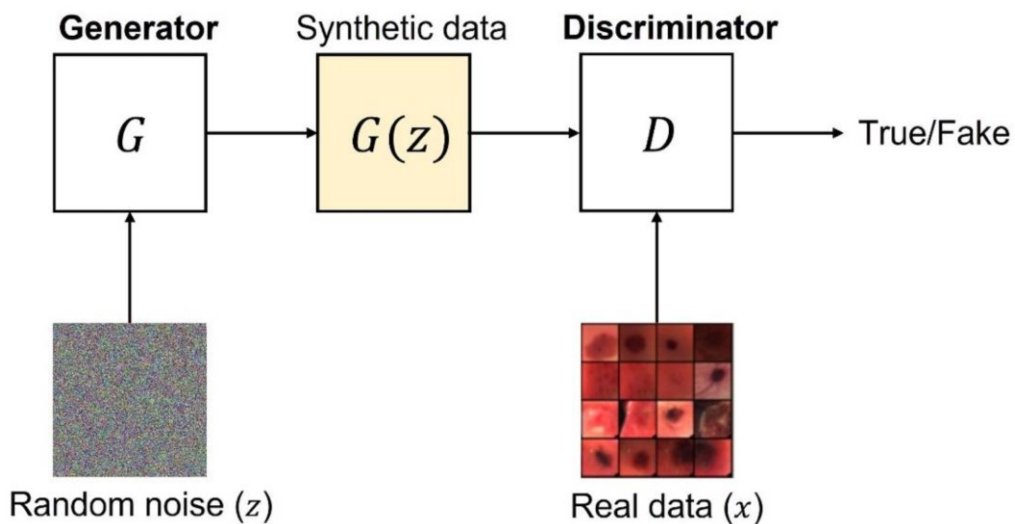 Generator
Synthetic data
Discriminator
G
G(z)
D
True/Fake
Random noise (z)
Real data (x)